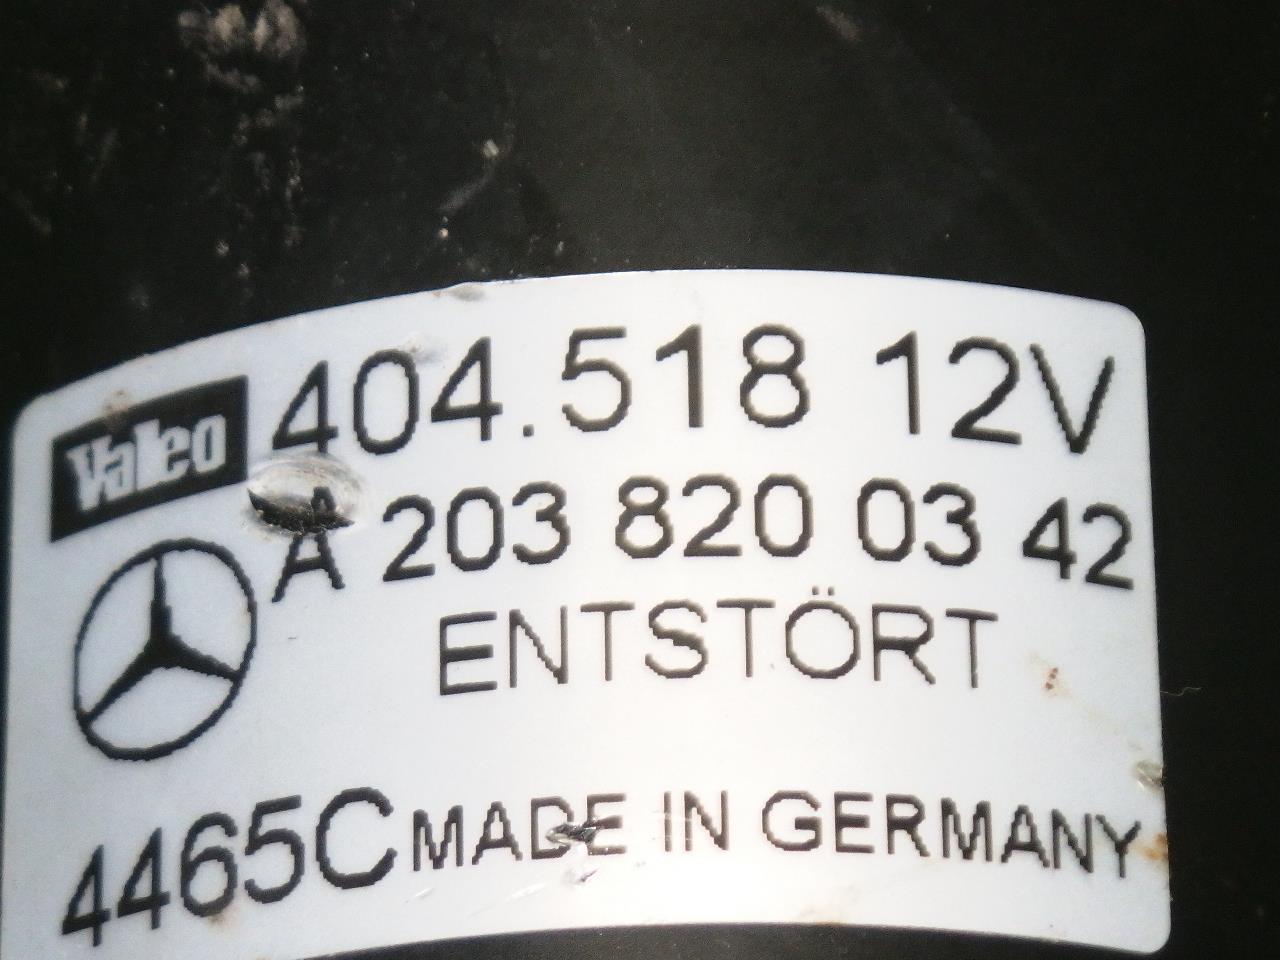 Valeo 404.518 12V
A 203 820 03 42
ENTSTÖRT
4465C MADE IN GERMANY